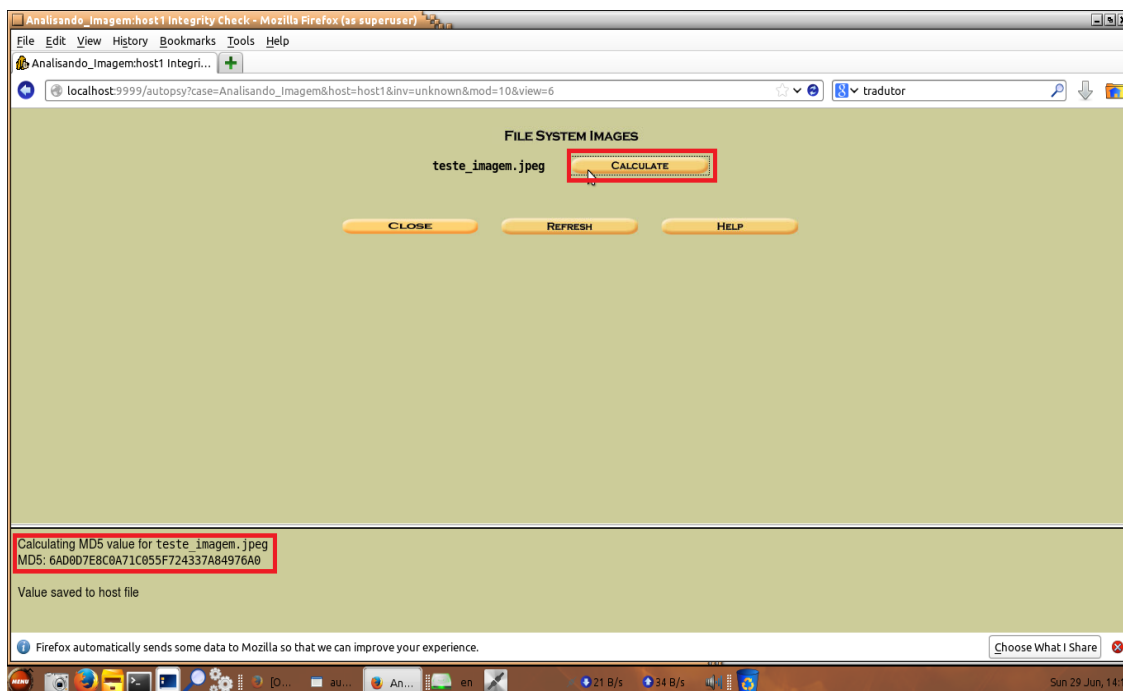 Analisando_Imagem:host1 Integrity Check - Mozilla Firefox (as superuser)
File Edit View History Bookmarks Tools Help
Analisando_Imagem:host1 Integri...
localhost:9999/autopsy?case=Analisando_Imagem&host=host1&inv=unknown&mod=10&view=6
tradutor
FILE SYSTEM IMAGES
teste_imagem.jpeg CALCULATE
CLOSE REFRESH HELP
Calculating MD5 value for teste_imagem.jpeg
MD5: 6AD0D7E8C0A71C055F724337A84976A0
Value saved to host file
Firefox automatically sends some data to Mozilla so that we can improve your experience. Choose What I Share
MENU [O... au... An... en 21 B/s 34 B/s Sun 29 Jun, 14: